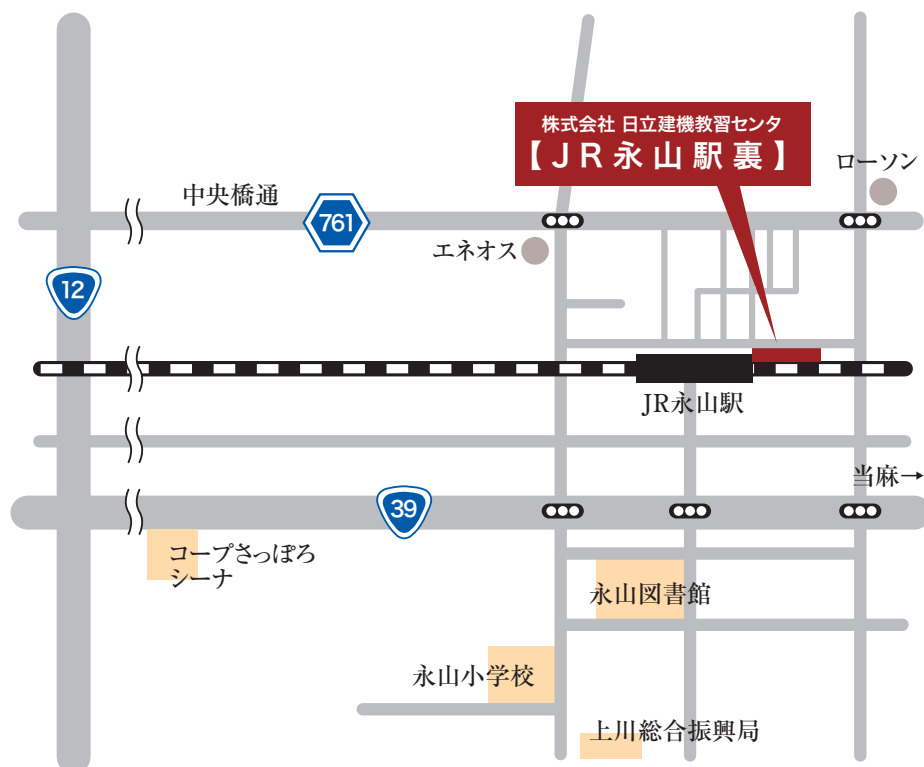 株式会社 日立建機教習センタ
【JR永山駅裏】
ローソン
中央橋通
761
エネオス
12
JR永山駅
当麻→
39
コープさっぽろ
シーナ
永山図書館
永山小学校
上川総合振興局